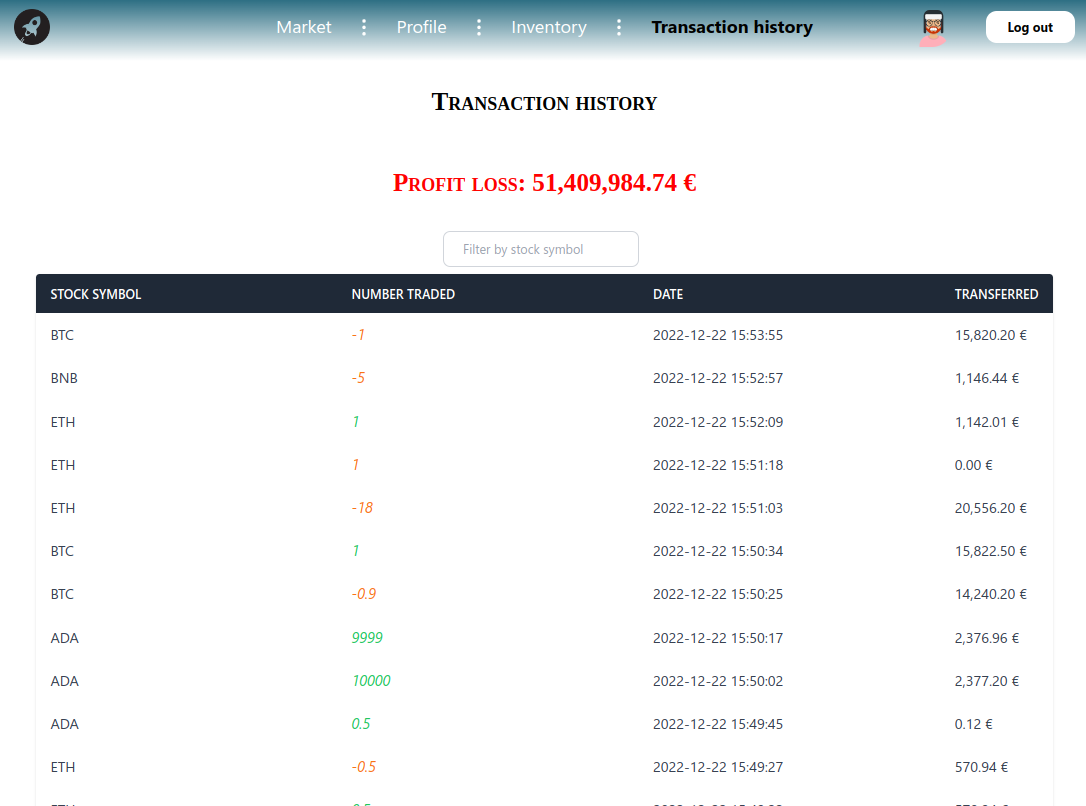 Market Profile Inventory Transaction history Log out
Transaction history
Profit loss: 51,409,984.74 €
Filter by stock symbol
STOCK SYMBOL NUMBER TRADED DATE TRANSFERRED
BTC -1 2022-12-22 15:53:55 15,820.20 €
BNB -5 2022-12-22 15:52:57 1,146.44 €
ETH 1 2022-12-22 15:52:09 1,142.01 €
ETH 1 2022-12-22 15:51:18 0.00 €
ETH -18 2022-12-22 15:51:03 20,556.20 €
BTC 1 2022-12-22 15:50:34 15,822.50 €
BTC -0.9 2022-12-22 15:50:25 14,240.20 €
ADA 9999 2022-12-22 15:50:17 2,376.96 €
ADA 10000 2022-12-22 15:50:02 2,377.20 €
ADA 0.5 2022-12-22 15:49:45 0.12 €
ETH -0.5 2022-12-22 15:49:27 570.94 €